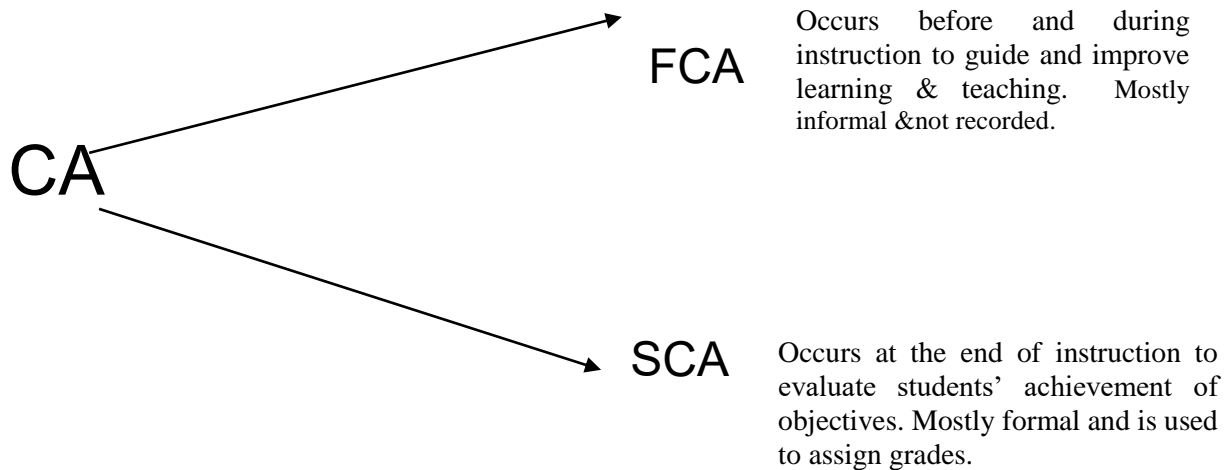 CA
FCA
Occurs before and during
instruction to guide and improve
learning & teaching. Mostly
informal &not recorded.
SCA
Occurs at the end of instruction to
evaluate students’ achievement of
objectives. Mostly formal and is used
to assign grades.